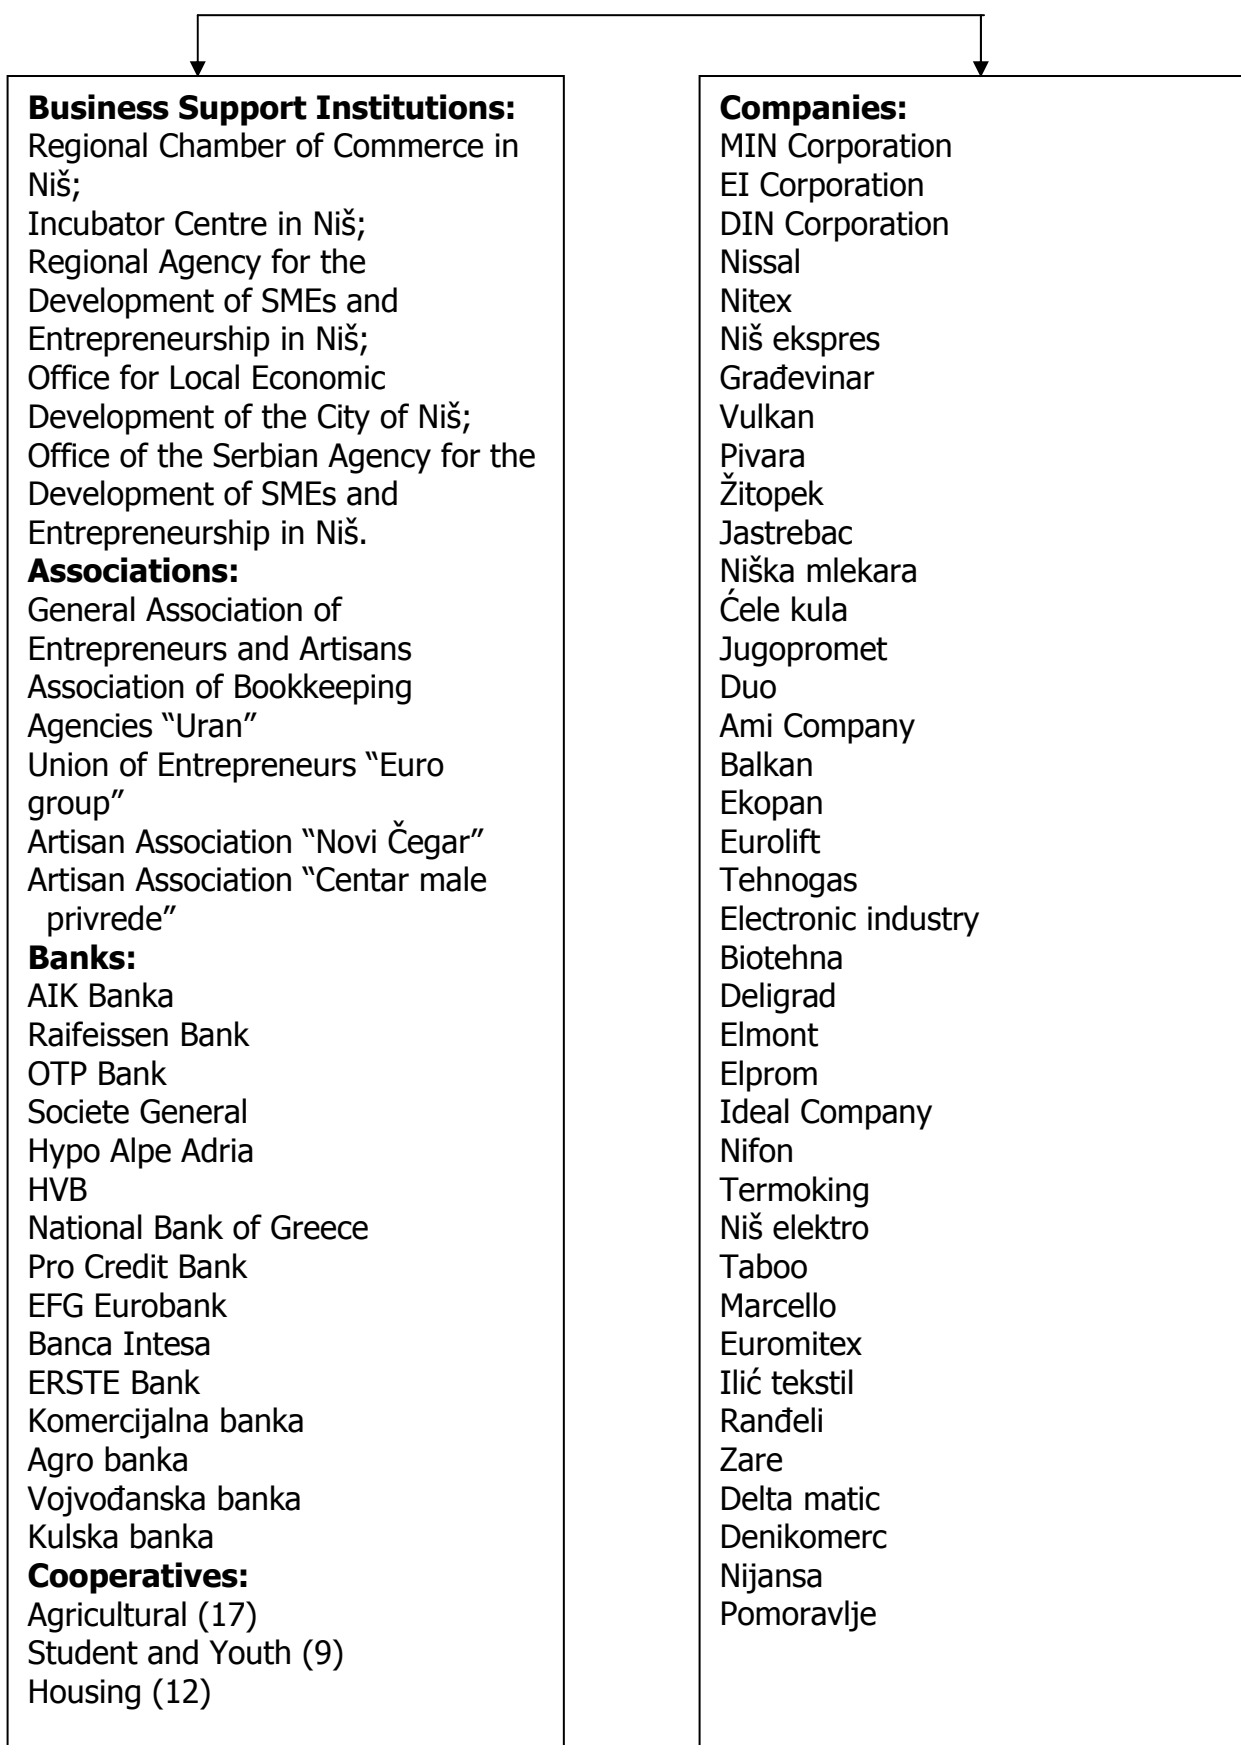 Business Support Institutions:
Regional Chamber of Commerce in
Niš;
Incubator Centre in Niš;
Regional Agency for the
Development of SMEs and
Entrepreneurship in Niš;
Office for Local Economic
Development of the City of Niš;
Office of the Serbian Agency for the
Development of SMEs and
Entrepreneurship in Niš.
Associations:
General Association of
Entrepreneurs and Artisans
Association of Bookkeeping
Agencies “Uran”
Union of Entrepreneurs “Euro
group”
Artisan Association “Novi Čegar”
Artisan Association “Centar male
privrede”
Banks:
AIK Banka
Raifeissen Bank
OTP Bank
Societe General
Hypo Alpe Adria
HVB
National Bank of Greece
Pro Credit Bank
EFG Eurobank
Banca Intesa
ERSTE Bank
Komercijalna banka
Agro banka
Vojvođanska banka
Kulska banka
Cooperatives:
Agricultural (17)
Student and Youth (9)
Housing (12)
Companies:
MIN Corporation
EI Corporation
DIN Corporation
Nissal
Nitex
Niš ekspres
Građevinar
Vulkan
Pivara
Žitopek
Jastrebac
Niška mlekara
Ćele kula
Jugopromet
Duo
Ami Company
Balkan
Ekopan
Eurolift
Tehnogas
Electronic industry
Biotehna
Deligrad
Elmont
Elprom
Ideal Company
Nifon
Termoking
Niš elektro
Taboo
Marcello
Euromitex
Ilić tekstil
Ranđeli
Zare
Delta matic
Denikomerc
Nijansa
Pomoravlje